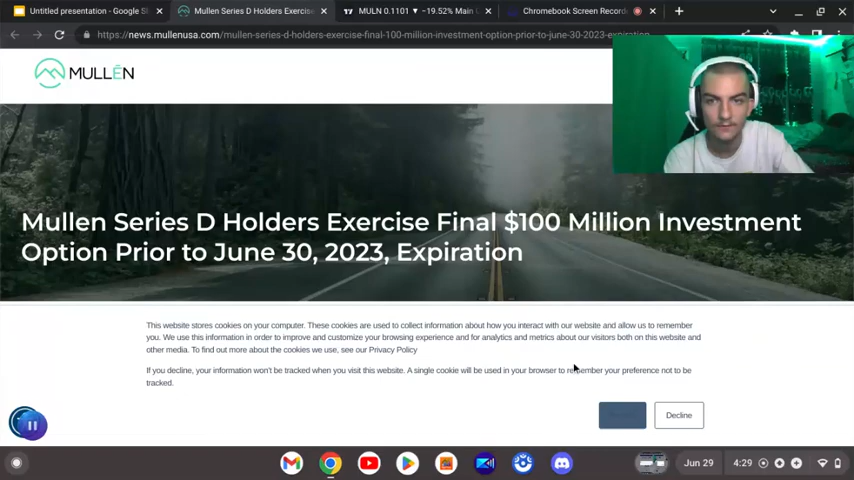 Untitled presentation - Google Sl
Mullen Series D Holders Exercise
MULN 0.1101 ▼ −19.52% Main
Chromebook Screen Record
https://news.mullenusa.com/mullen-series-d-holders-exercise-final-100-million-investment-option-prior-to-june-30-2023-expiration
MULLEN
Mullen Series D Holders Exercise Final $100 Million Investment
Option Prior to June 30, 2023, Expiration
This website stores cookies on your computer. These cookies are used to collect information about how you interact with our website and allow us to remember
you. We use this information in order to improve and customize your browsing experience and for analytics and metrics about our visitors both on this website and
other media. To find out more about the cookies we use, see our Privacy Policy
If you decline, your information won't be tracked when you visit this website. A single cookie will be used in your browser to remember your preference not to be
tracked.
Decline
Jun 29
4:29